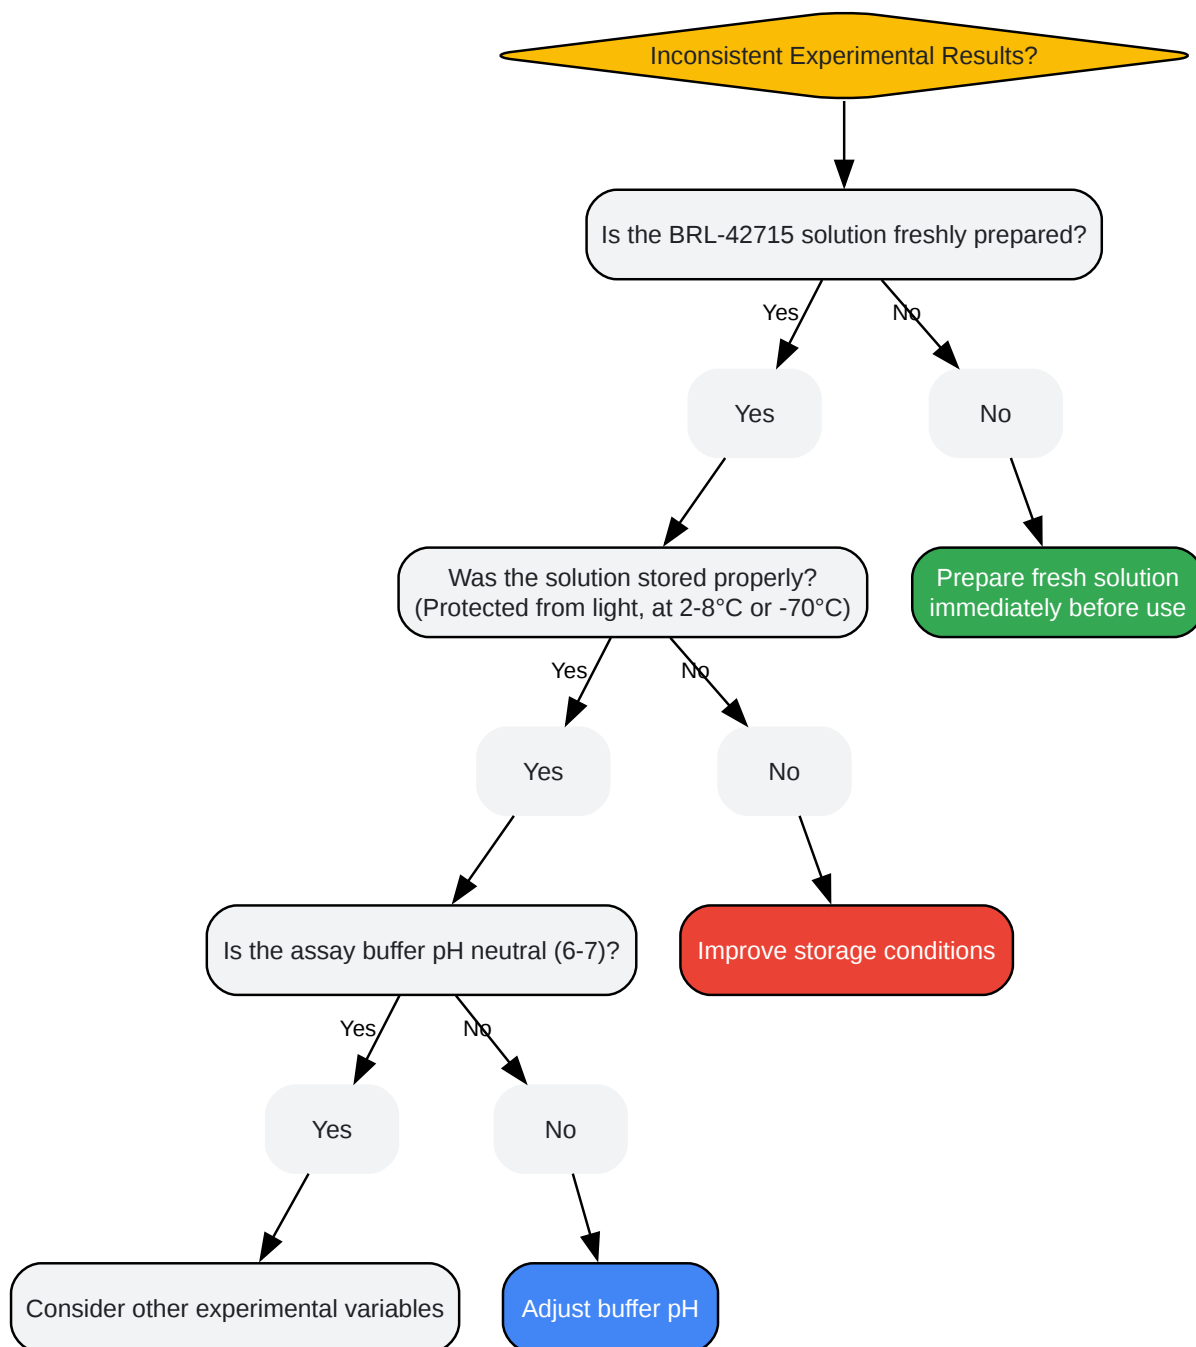 Inconsistent Experimental Results?
Is the BRL-42715 solution freshly prepared?
Yes
No
Yes
No
Was the solution stored properly?
(Protected from light, at 2-8°C or -70°C)
Prepare fresh solution
immediately before use
Yes
No
Yes
No
Is the assay buffer pH neutral (6-7)?
Improve storage conditions
Yes
No
Yes
No
Consider other experimental variables
Adjust buffer pH